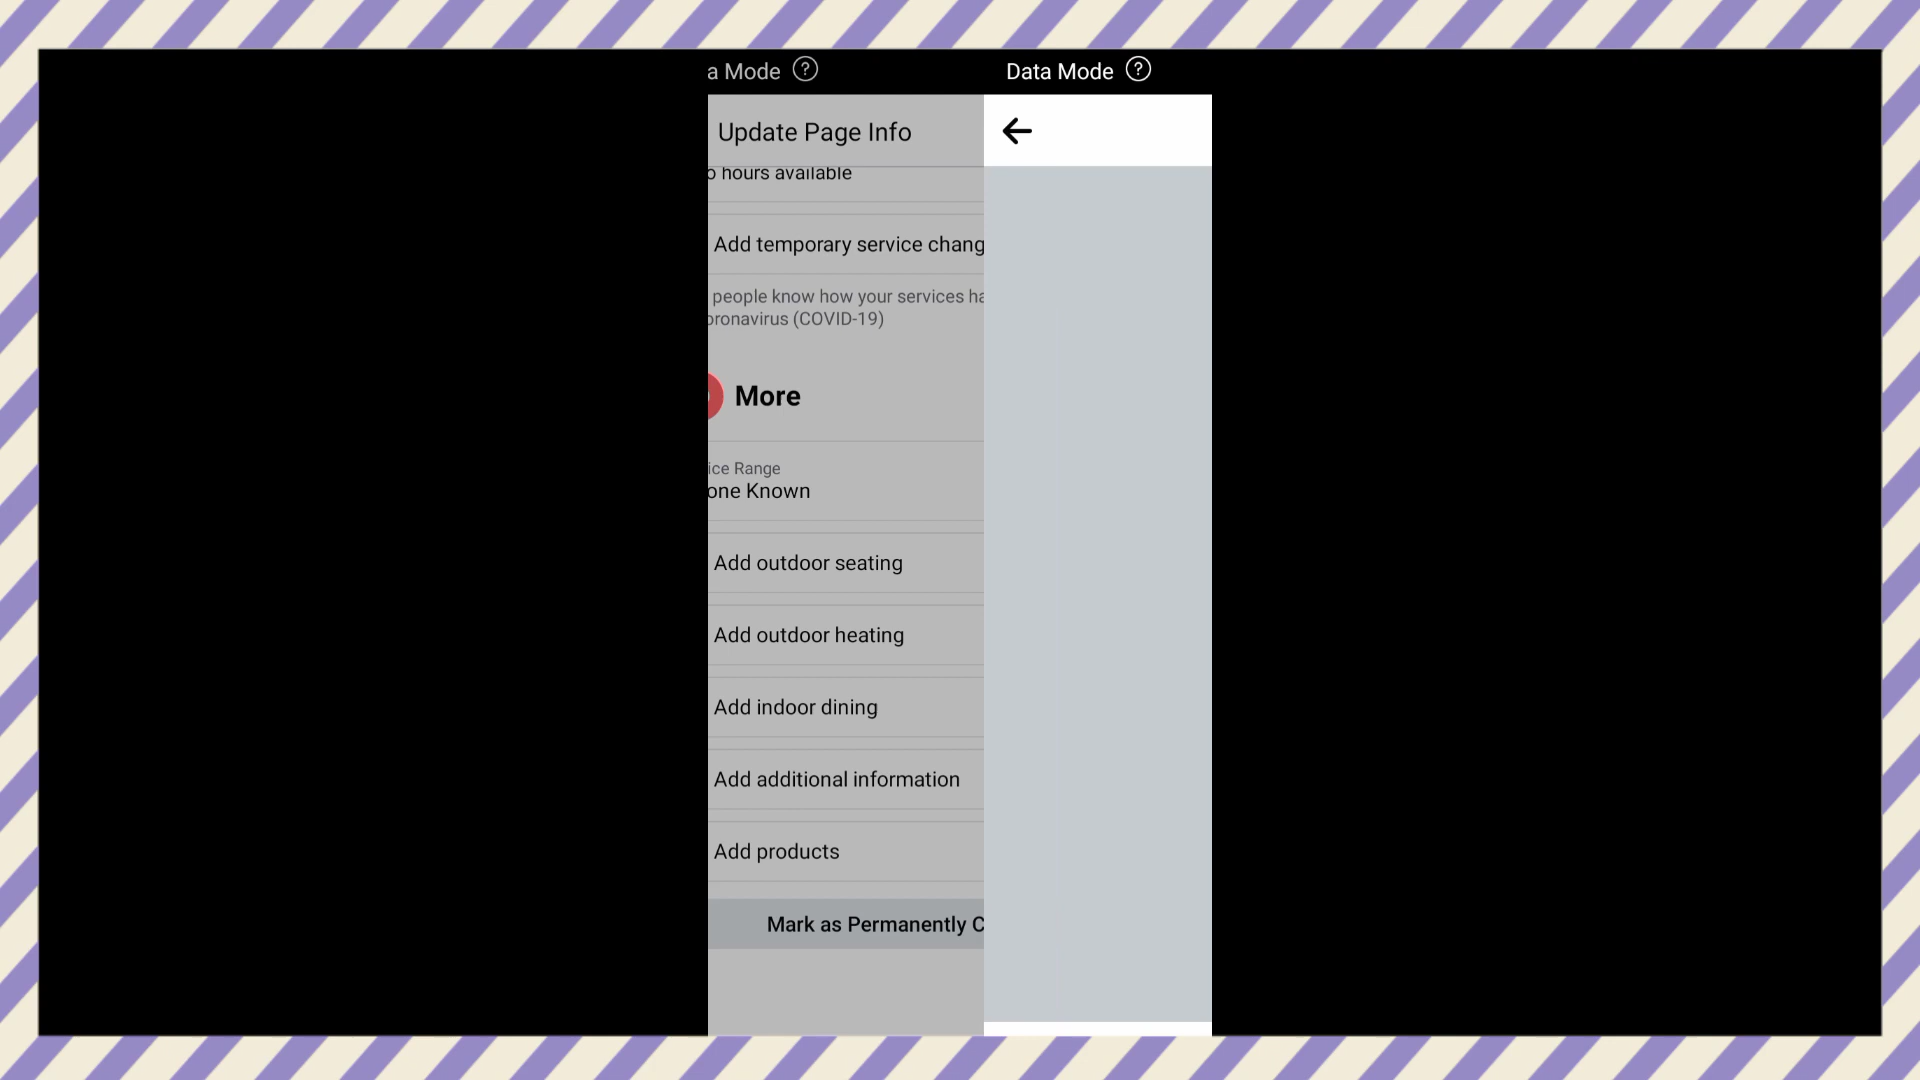 a Mode
Data Mode
Update Page Info
hours available
Add temporary service chang
people know how your services ha
oronavirus (COVID-19)
More
ice Range
one Known
Add outdoor seating
Add outdoor heating
Add indoor dining
Add additional information
Add products
Mark as Permanently C